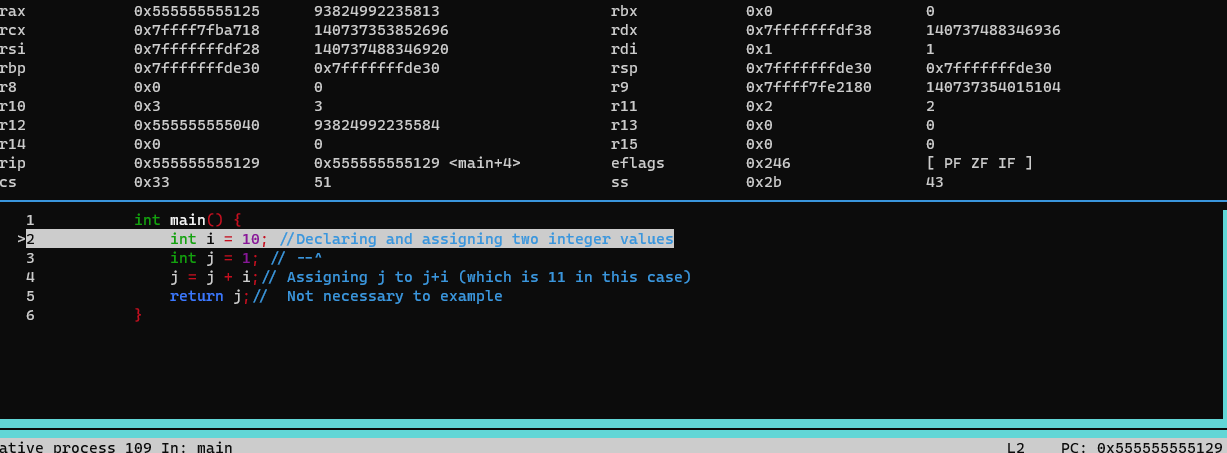 rax 0x555555555125 93824992235813 rbx 0x0 0
rcx 0x7ffff7fba718 140737353852696 rdx 0x7fffffffdf38 140737488346936
rsi 0x7fffffffdf28 140737488346920 rdi 0x1 1
rbp 0x7fffffffde30 0x7fffffffde30 rsp 0x7fffffffde30 0x7fffffffde30
r8 0x0 0 r9 0x7ffff7fe2180 140737354015104
r10 0x3 3 r11 0x2 2
r12 0x555555555040 93824992235584 r13 0x0 0
r14 0x0 0 r15 0x0 0
rip 0x555555555129 0x555555555129 <main+4> eflags 0x246 [ PF ZF IF ]
cs 0x33 51 ss 0x2b 43
1 int main() {
>2 int i = 10; //Declaring and assigning two integer values
3 int j = 1; // --^
4 j = j + i;// Assigning j to j+i (which is 11 in this case)
5 return j;// Not necessary to example
6 }
ative process 109 In: main L2 PC: 0x555555555129